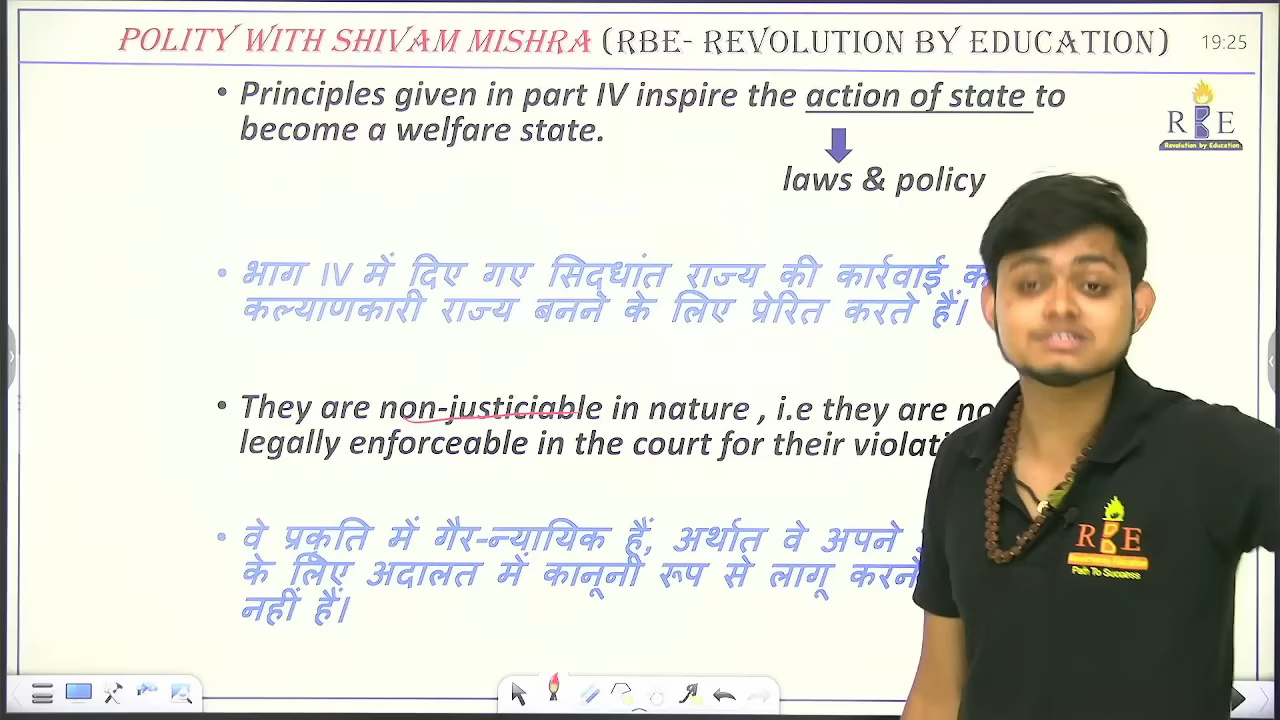 POLITY WITH SHIVAM MISHRA (RBE- REVOLUTION BY EDUCATION)
19:25
• Principles given in part IV inspire the action of state to
become a welfare state.
laws & policy
RBE
Revolution by Education
• भाग IV में दिए गए सिद्धांत राज्य की कार्रवाई
कल्याणकारी राज्य बनने के लिए प्रेरित करते हैं।
• They are non-justiciable in nature , i.e they are
legally enforceable in the court for their
• वे प्रकृति में गैर-न्यायिक हैं, अर्थात वे अपने
के लिए अदालत में कानूनी रूप से लागू करने
नहीं हैं।
RBE
Path To Success